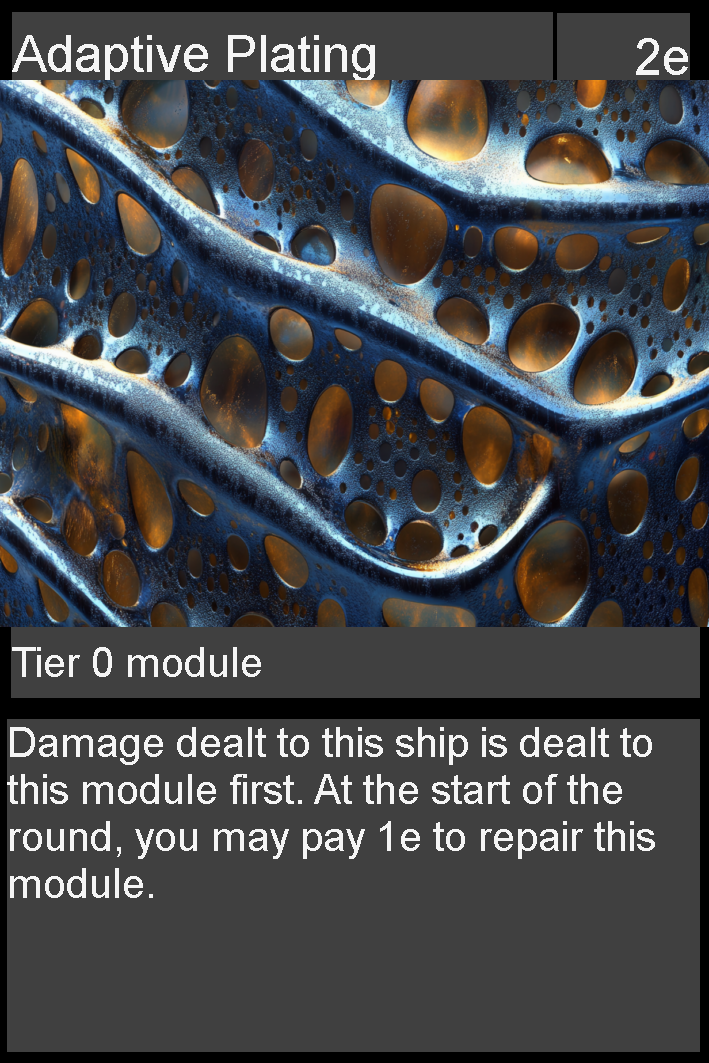 Adaptive Plating 2e
Tier 0 module
Damage dealt to this ship is dealt to
this module first. At the start of the
round, you may pay 1e to repair this
module.